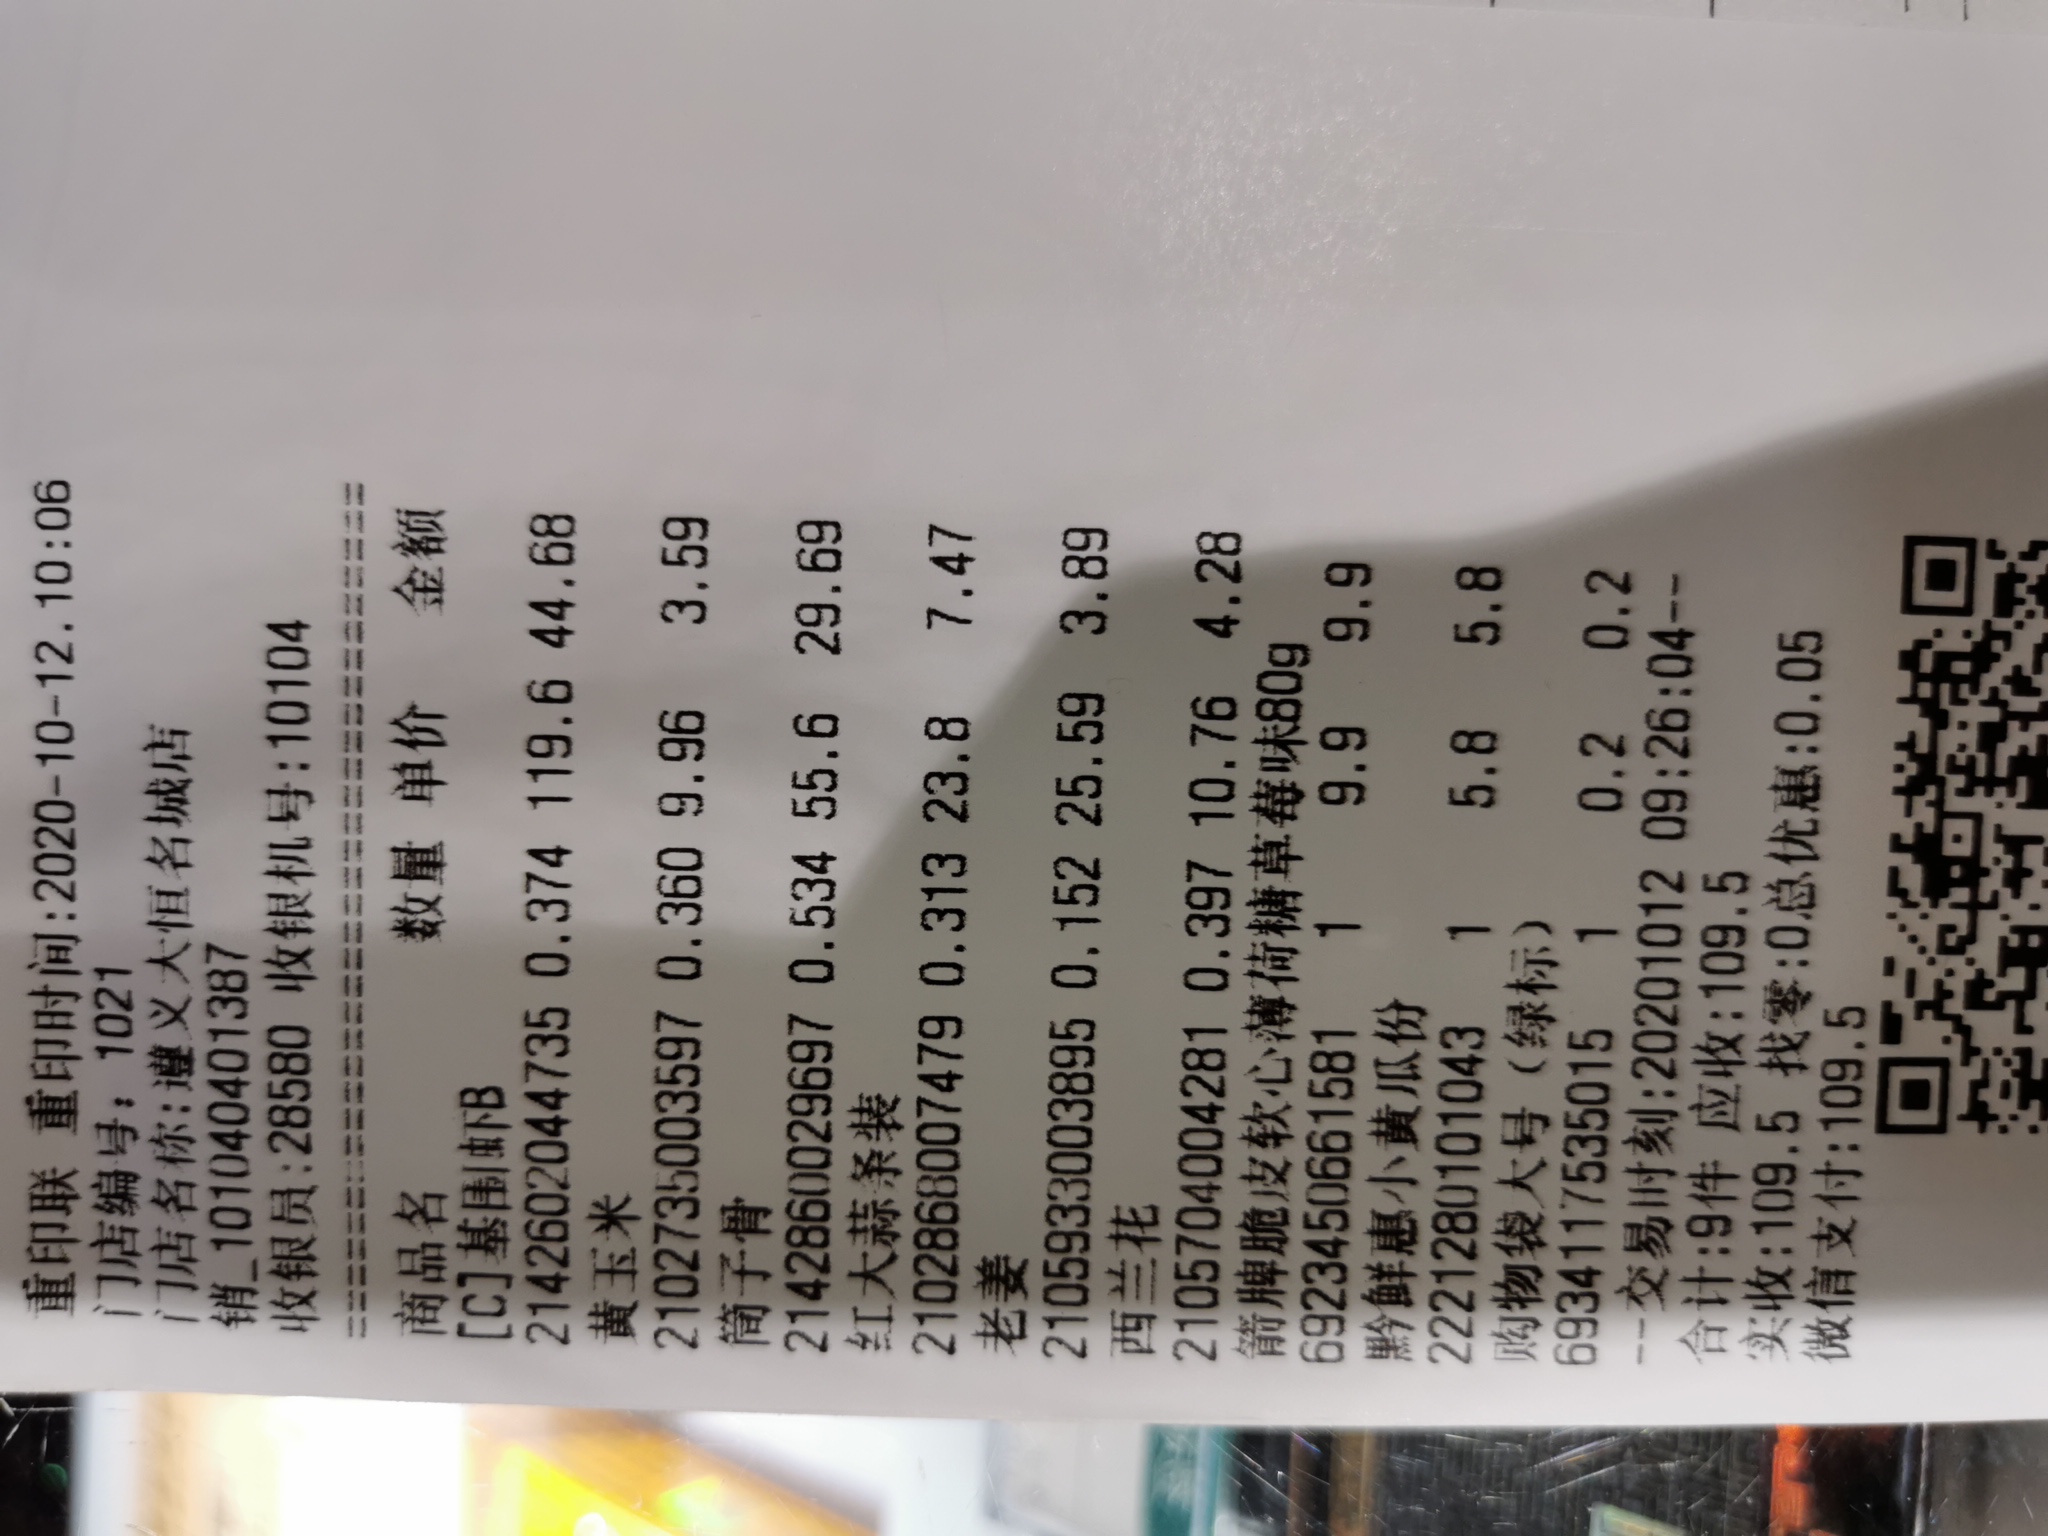 重印联 重印时间:2020-10-12.10:06
门店编号: 1021
门店名称:遵义大恒名城店
销_101040401387
收银员:28580 收银机号:10104
商品名 数量 单价 金额
[C]基围虾B
2142602044735 0.374 119.6 44.68
黄玉米
2102735003597 0.360 9.96 3.59
筒子骨
2142860029697 0.534 55.6 29.69
红大蒜条装
2102868007479 0.313 23.8 7.47
老姜
2105933003895 0.152 25.59 3.89
西兰花
2105704004281 0.397 10.76 4.28
箭牌脆皮软心薄荷糖草莓味80g
6923450661581 1 9.9 9.9
黔鲜惠小黄瓜份
2221280101043 1 5.8 5.8
购物袋大号(绿标)
6934117535015 1 0.2 0.2
--交易时刻:20201012 09:26:04--
合计:9件 应收:109.5
实收:109.5 找零:0总优惠:0.05
微信支付:109.5